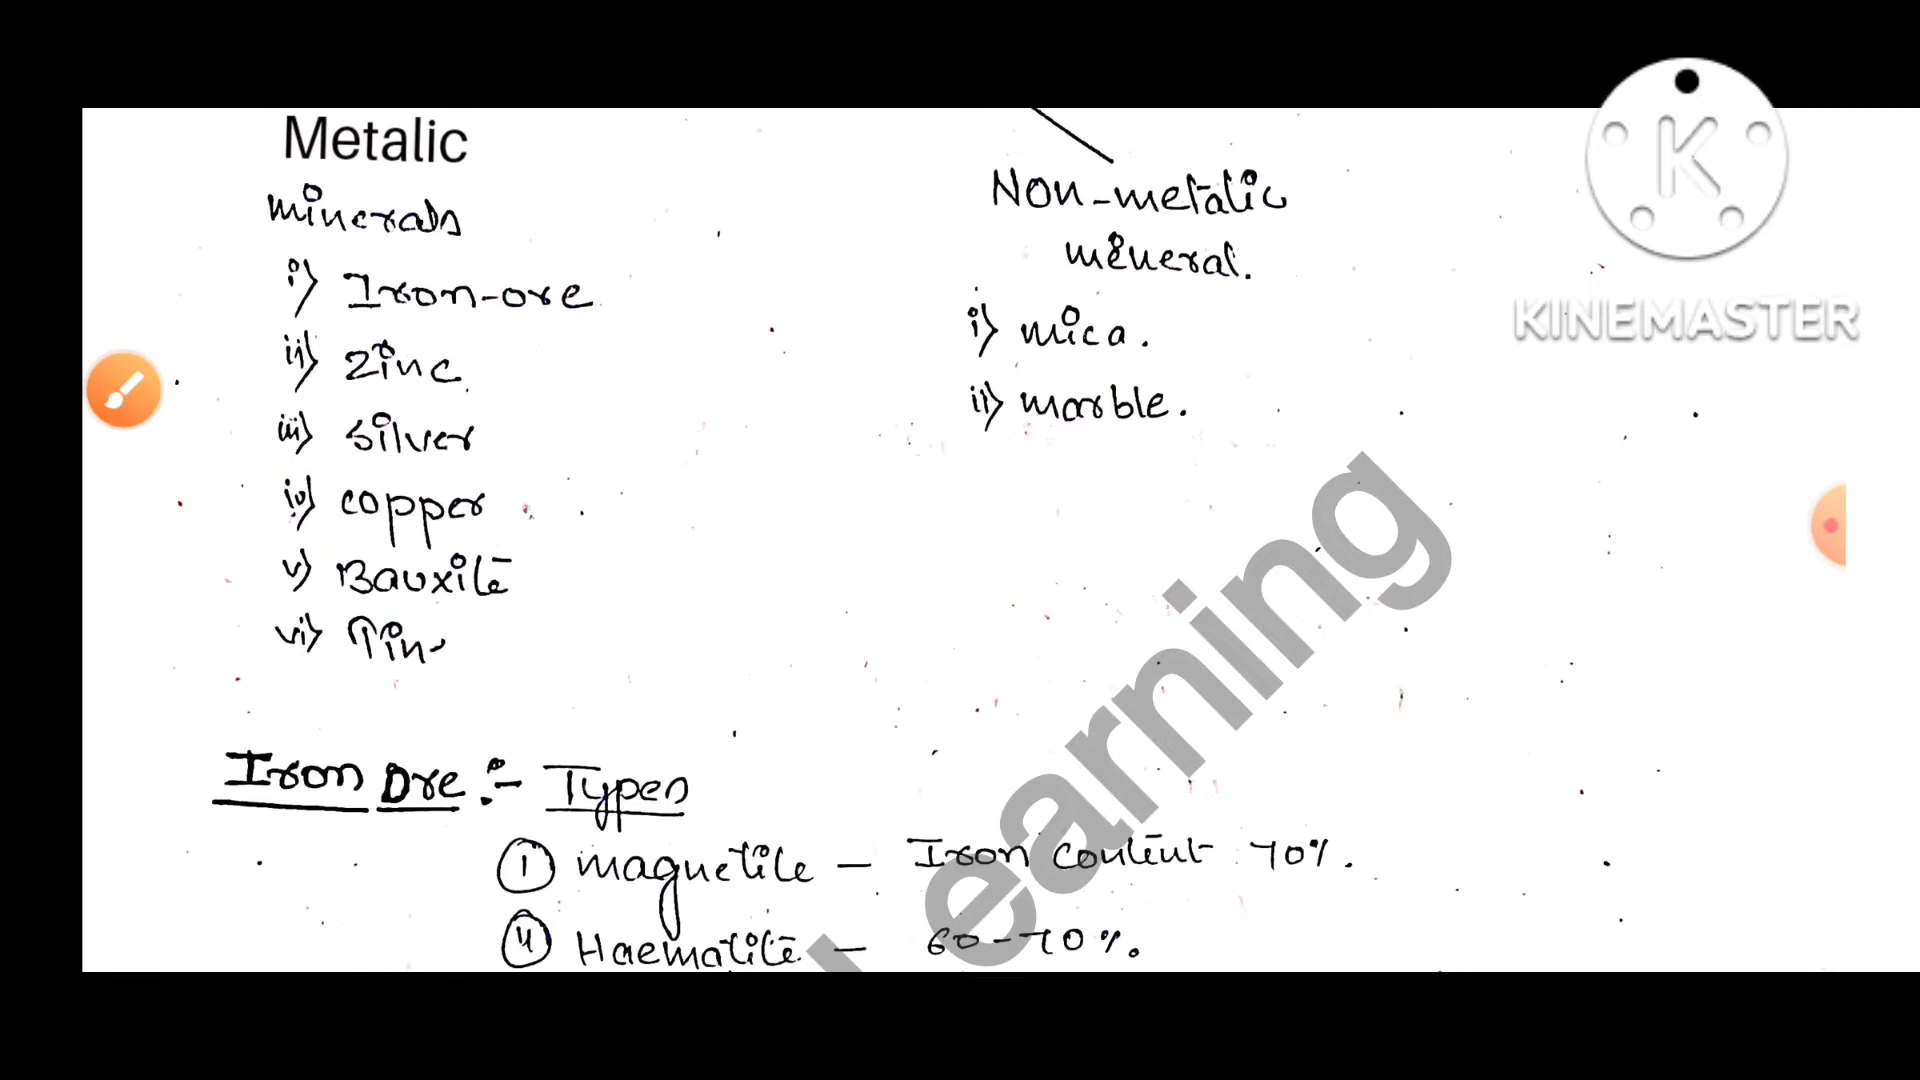 Metalic
minerals
i) Iron-ore
ii) Zinc
iii) Silver
iv) copper
v) Bauxite
vi) Tin.
Non-metalic
mineral.
i) mica.
ii) marble.
K
KINEMASTER
Learning
Iron Ore :- Types
① magnetite — Iron content 70%.
② Haematite — 60-70%.